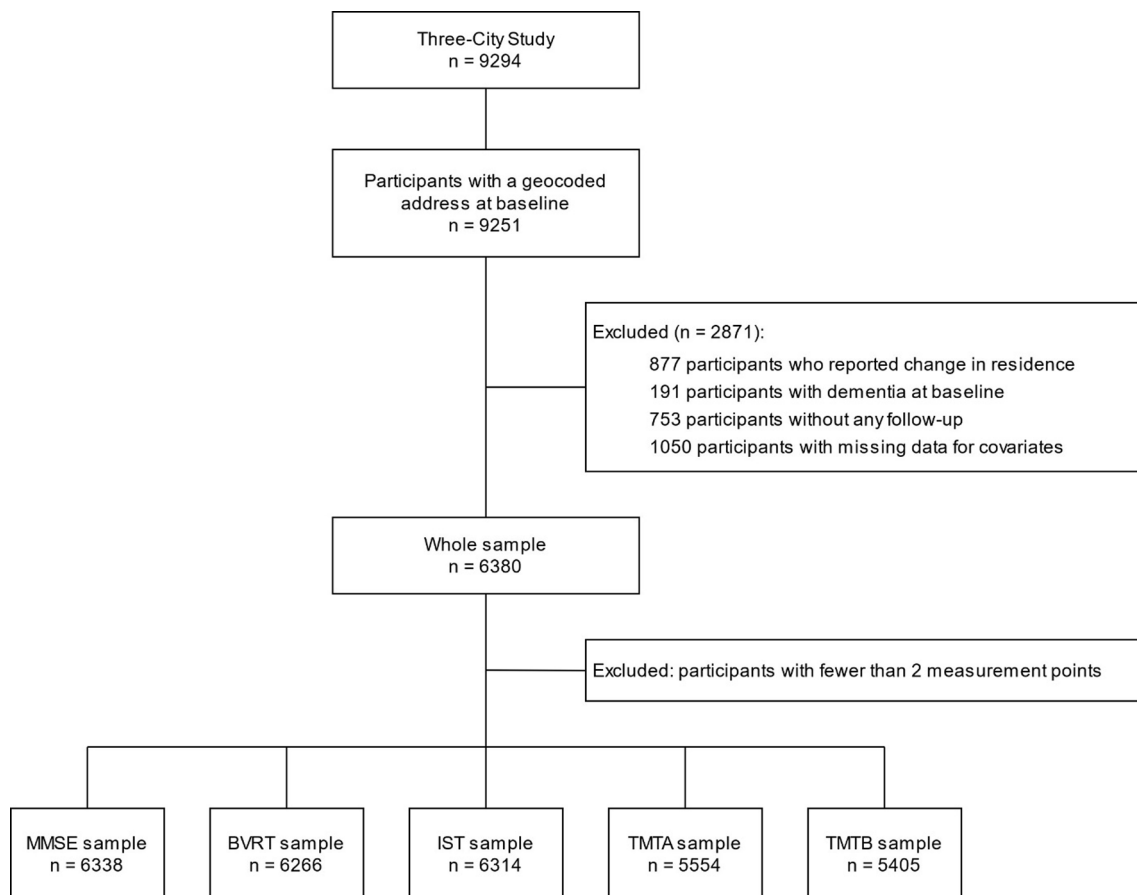 Three-City Study
n = 9294
Participants with a geocoded
address at baseline
n = 9251
Excluded (n = 2871):
877 participants who reported change in residence
191 participants with dementia at baseline
753 participants without any follow-up
1050 participants with missing data for covariates
Whole sample
n = 6380
Excluded: participants with fewer than 2 measurement points
MMSE sample
n = 6338
BVRT sample
n = 6266
IST sample
n = 6314
TMTA sample
n = 5554
TMTB sample
n = 5405